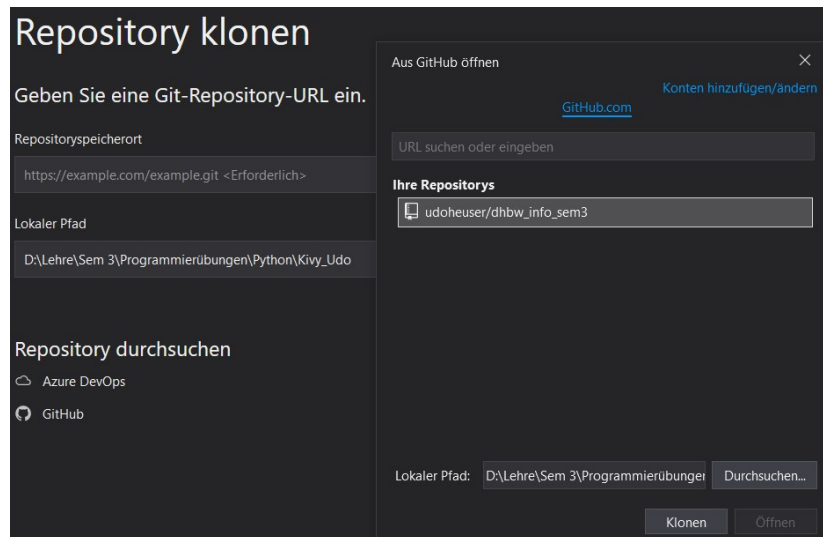 Repository klonen
Geben Sie eine Git-Repository-URL ein.
Repositoryspeicherort
https://example.com/example.git <Erforderlich>
Lokaler Pfad
D:\Lehre\Sem 3\Programmierübungen\Python\Kivy_Udo
Repository durchsuchen
Azure DevOps
GitHub
Aus GitHub öffnen
Konten hinzufügen/ändern
GitHub.com
URL suchen oder eingeben
Ihre Repositorys
udoheuser/dhbw_info_sem3
Lokaler Pfad: D:\Lehre\Sem 3\Programmierübunger Durchsuchen...
Klonen Öffnen